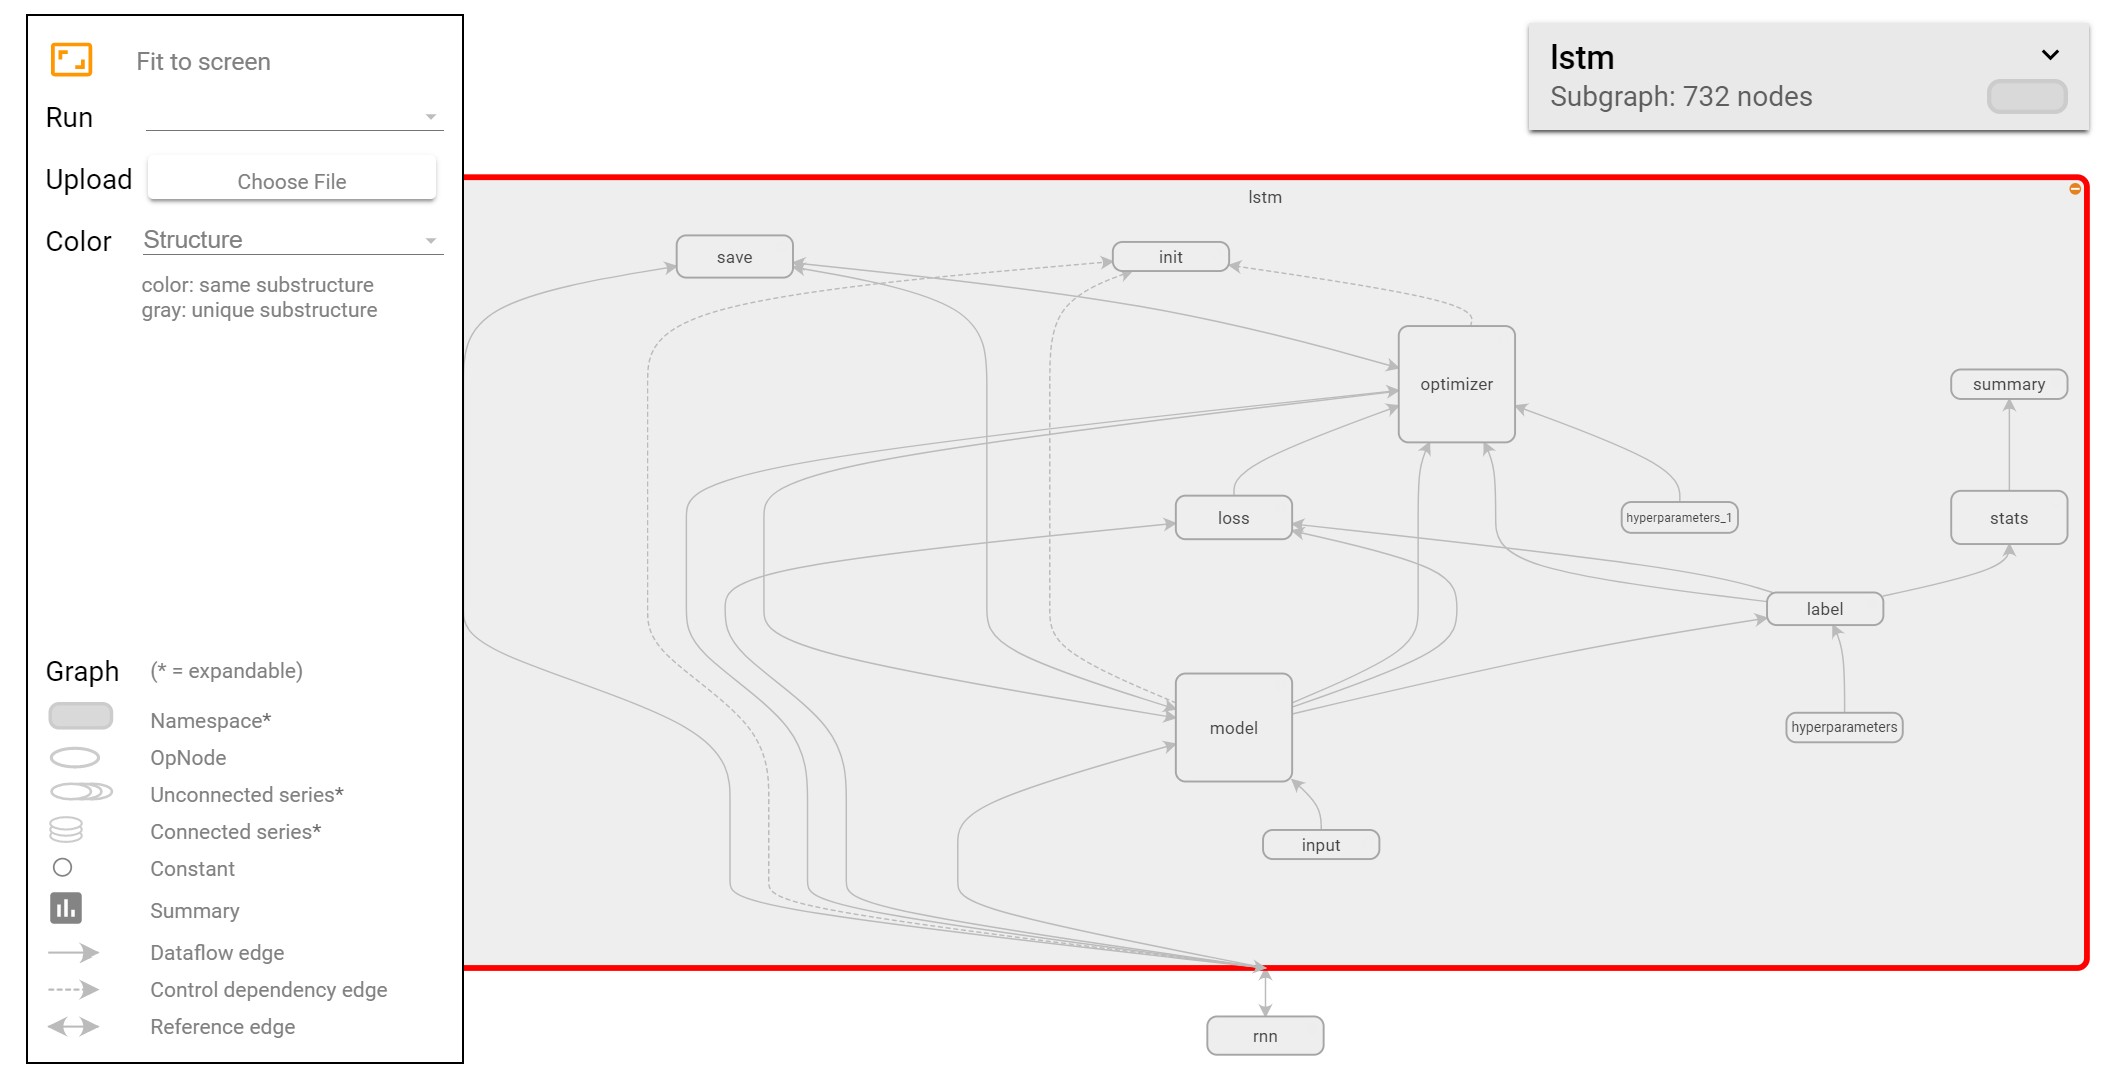 Fit to screen
Run
Upload
Choose File
Color
Structure
color: same substructure
gray: unique substructure
Graph
(* = expandable)
Namespace*
OpNode
Unconnected series*
Connected series*
Constant
Summary
Dataflow edge
Control dependency edge
Reference edge
lstm
Subgraph: 732 nodes
lstm
save
init
optimizer
summary
loss
hyperparameters_1
stats
label
model
hyperparameters
input
rnn